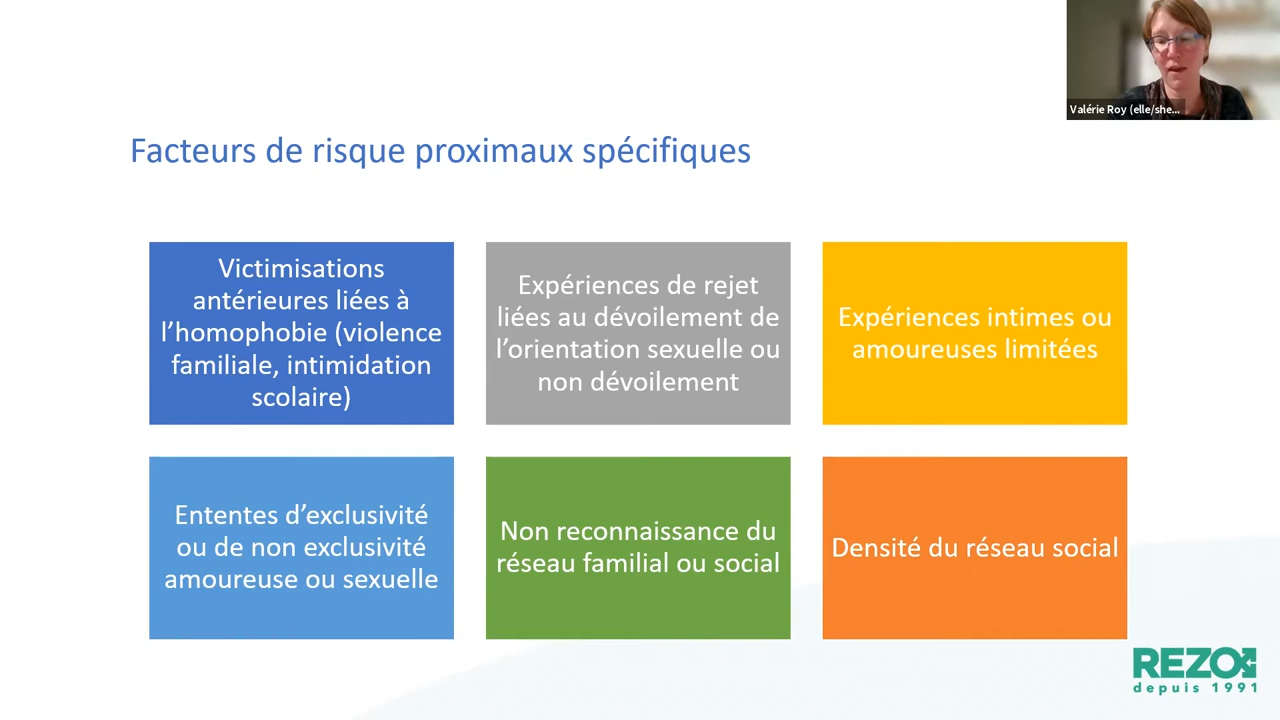 Valérie Roy (elle/she...
Facteurs de risque proximaux spécifiques
Victimisations
antérieures liées à
l’homophobie (violence
familiale, intimidation
scolaire)
Expériences de rejet
liées au dévoilement de
l’orientation sexuelle ou
non dévoilement
Expériences intimes ou
amoureuses limitées
Ententes d’exclusivité
ou de non exclusivité
amoureuse ou sexuelle
Non reconnaissance du
réseau familial ou social
Densité du réseau social
REZO
depuis 1991